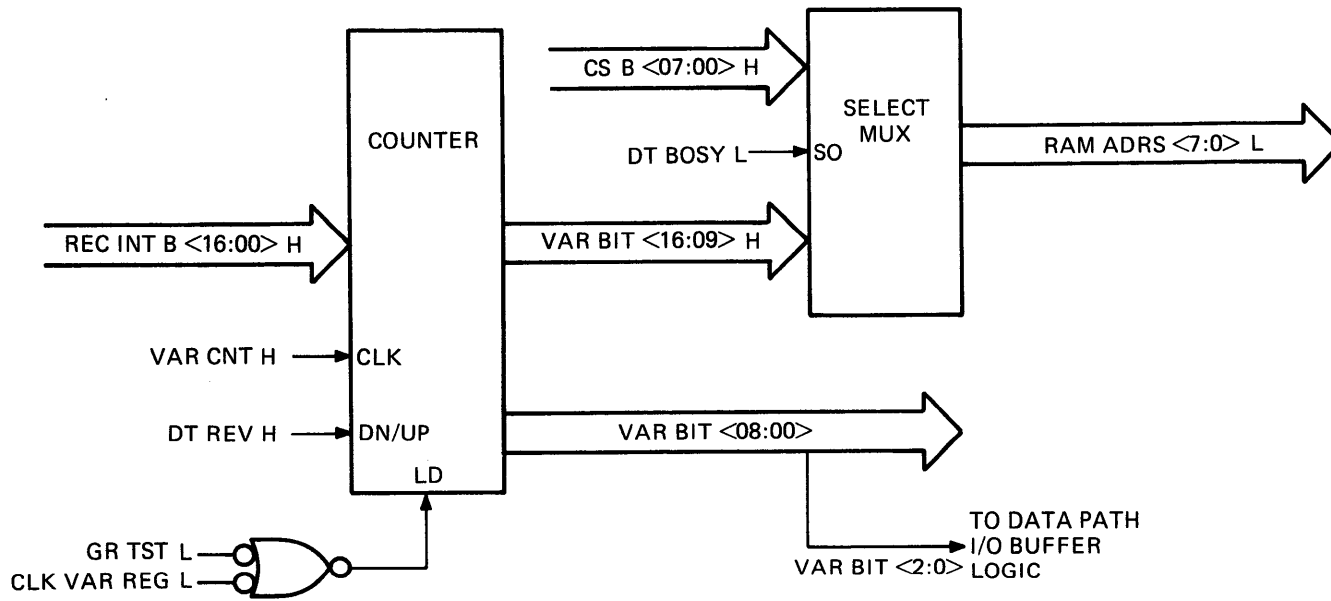 CS B <07:00> H
SELECT
MUX
COUNTER
DT BOSY L
SO
RAM ADRS <7:0> L
REC INT B <16:00> H
VAR BIT <16:09> H
VAR CNT H
CLK
DT REV H
DN/UP
VAR BIT <08:00>
LD
GR TST L
CLK VAR REG L
TO DATA PATH
I/O BUFFER
LOGIC
VAR BIT <2:0>